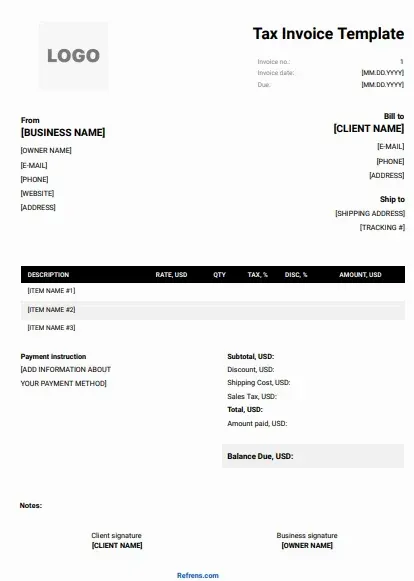 LOGO
Tax Invoice Template
Invoice no.: 1
Invoice date: [MM.DD.YYYY]
Due: [MM.DD.YYYY]
From
[BUSINESS NAME]
[OWNER NAME]
[E-MAIL]
[PHONE]
[WEBSITE]
[ADDRESS]
Bill to
[CLIENT NAME]
[E-MAIL]
[PHONE]
[ADDRESS]
Ship to
[SHIPPING ADDRESS]
[TRACKING #]
DESCRIPTION RATE, USD QTY TAX, % DISC, % AMOUNT, USD
[ITEM NAME #1]
[ITEM NAME #2]
[ITEM NAME #3]
Payment instruction
[ADD INFORMATION ABOUT
YOUR PAYMENT METHOD]
Subtotal, USD:
Discount, USD:
Shipping Cost, USD:
Sales Tax, USD:
Total, USD:
Amount paid, USD:
Balance Due, USD:
Notes:
Client signature
[CLIENT NAME]
Business signature
[OWNER NAME]
Refrens.com